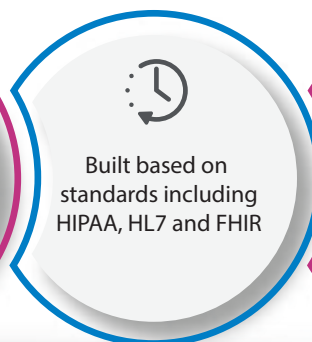 Built based on
standards including
HIPAA, HL7 and FHIR